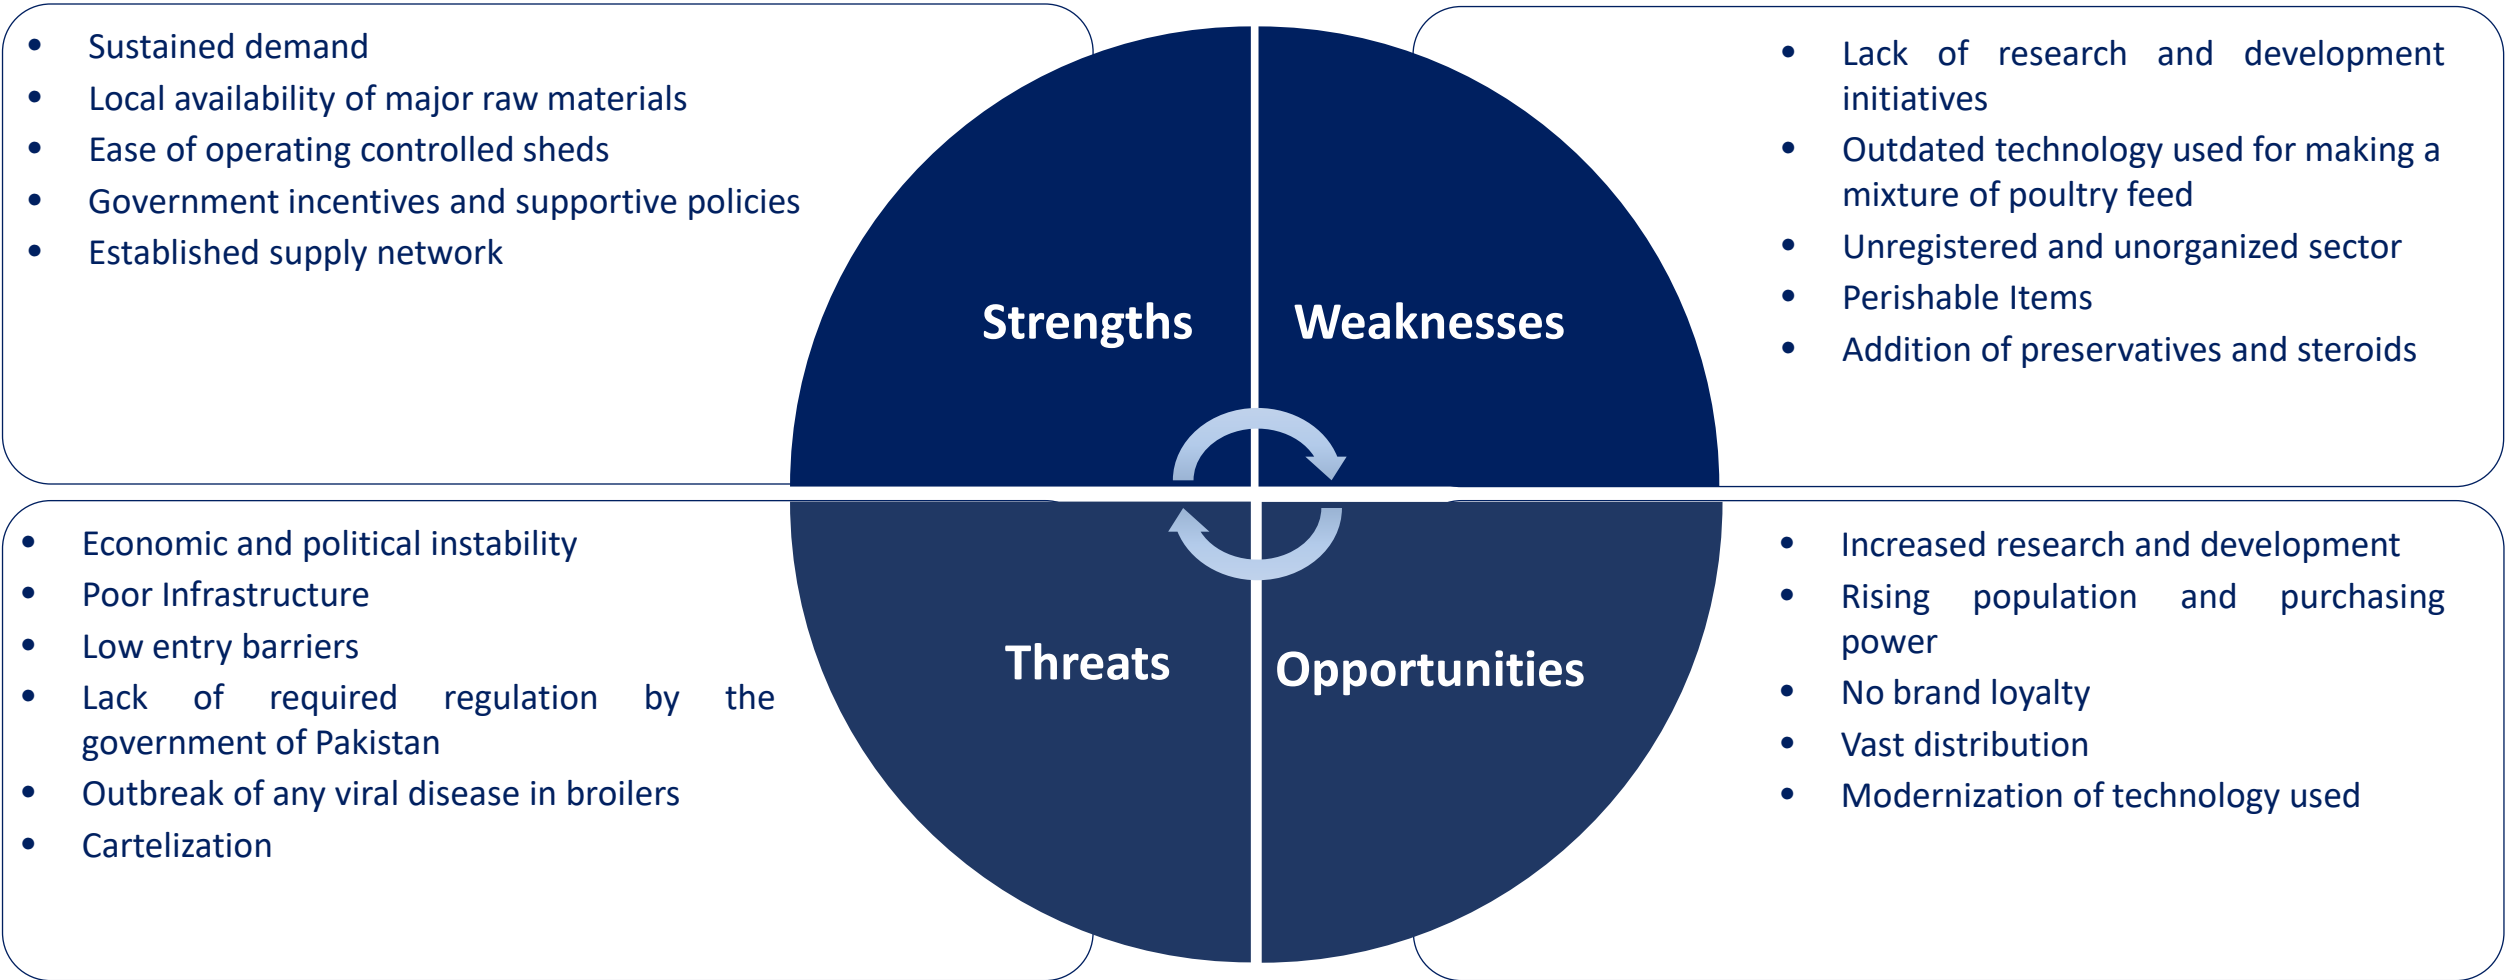 • Sustained demand
• Local availability of major raw materials
• Ease of operating controlled sheds
• Government incentives and supportive policies
• Established supply network
Strengths
• Lack of research and development
initiatives
• Outdated technology used for making a
mixture of poultry feed
• Unregistered and unorganized sector
• Perishable Items
• Addition of preservatives and steroids
Weaknesses
• Economic and political instability
• Poor Infrastructure
• Low entry barriers
• Lack of required regulation by the
government of Pakistan
• Outbreak of any viral disease in broilers
• Cartelization
Threats
• Increased research and development
• Rising population and purchasing
power
• No brand loyalty
• Vast distribution
• Modernization of technology used
Opportunities